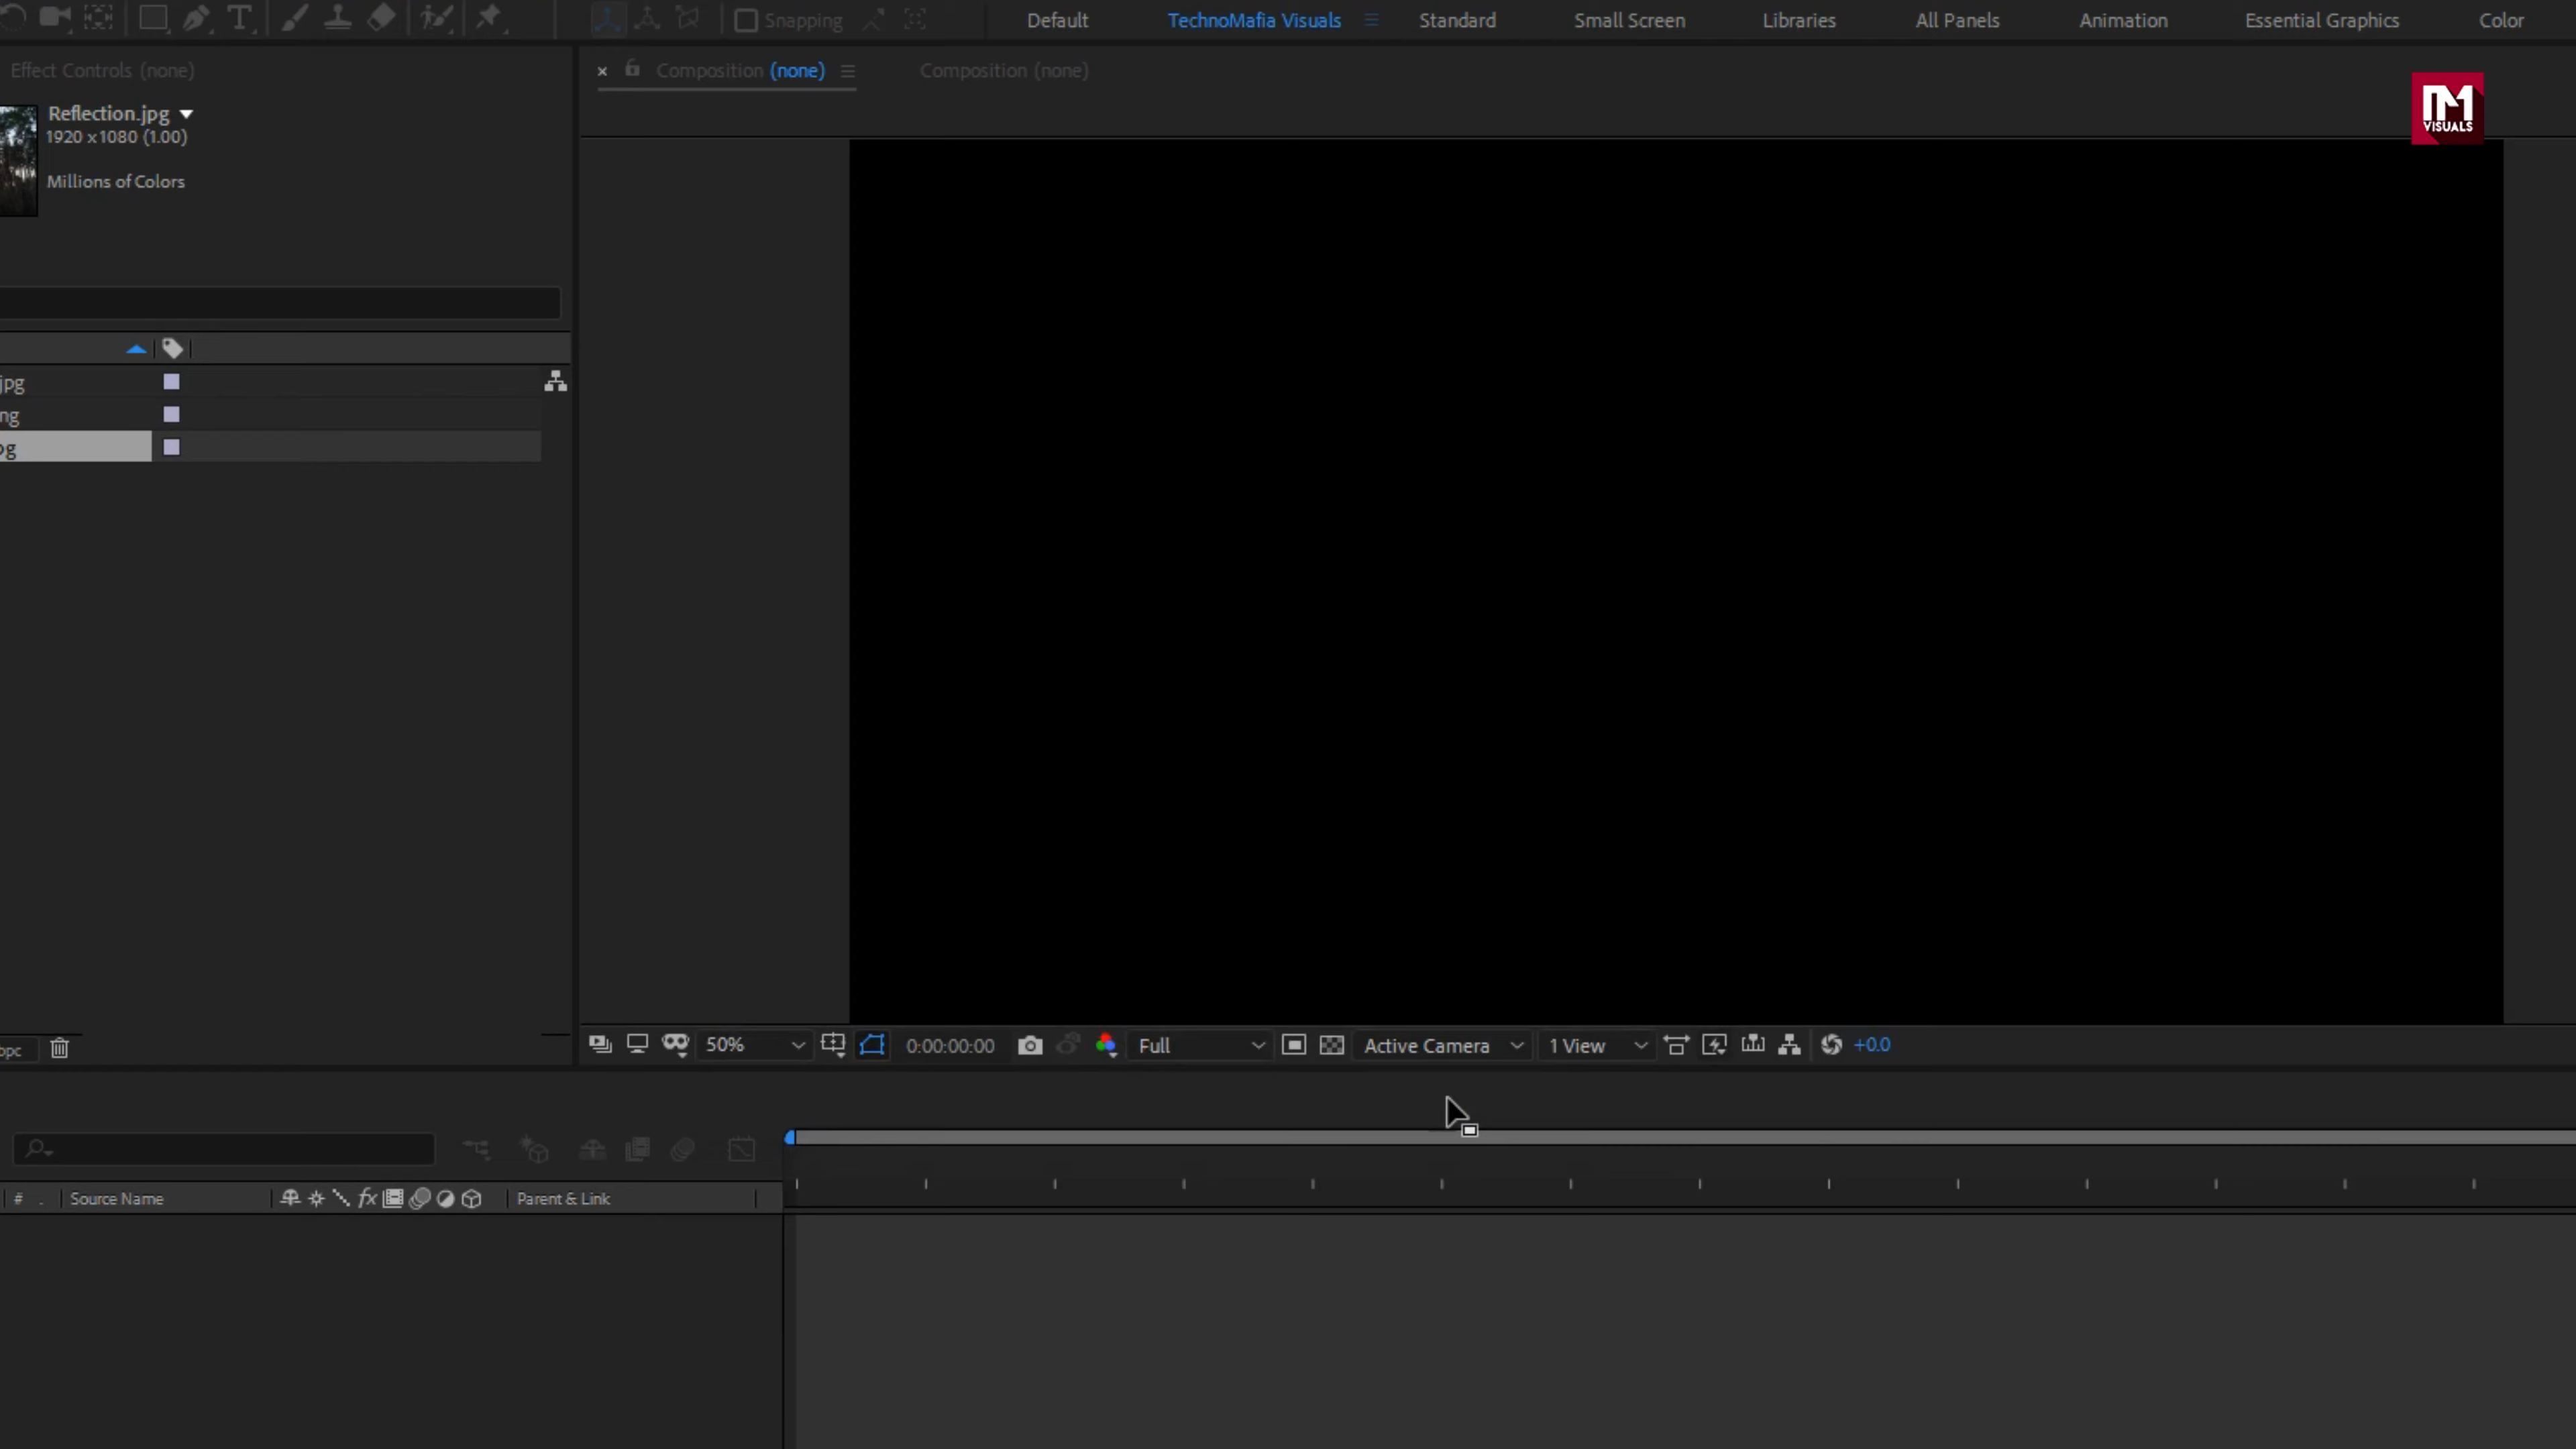 Snapping
Default
TechnoMafia Visuals
Standard
Small Screen
Libraries
All Panels
Animation
Essential Graphics
Color
Effect Controls (none)
Composition (none)
Composition (none)
VISUALS
Reflection.jpg
1920 x 1080 (1.00)
Millions of Colors
jpg
ng
pg
bpc
50%
0:00:00:00
Full
Active Camera
1 View
+0.0
# . Source Name
fx
Parent & Link